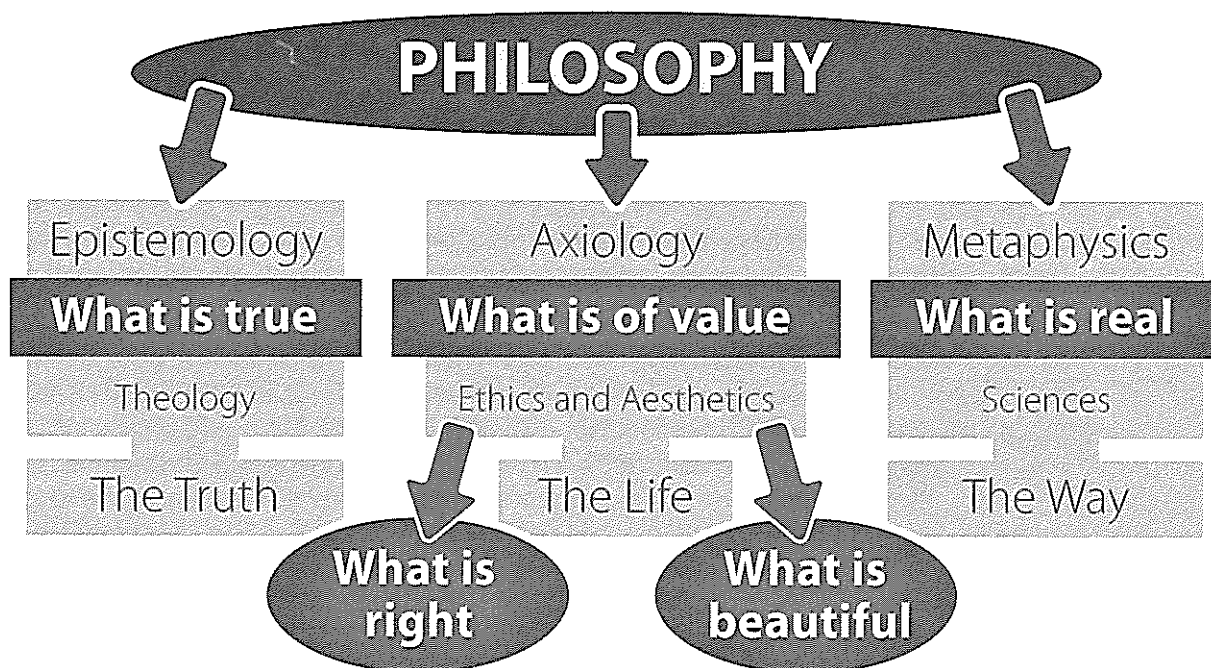 PHILOSOPHY
Epistemology
What is true
Theology
The Truth
Axiology
What is of value
Ethics and Aesthetics
The Life
What is
right
What is
beautiful
Metaphysics
What is real
Sciences
The Way